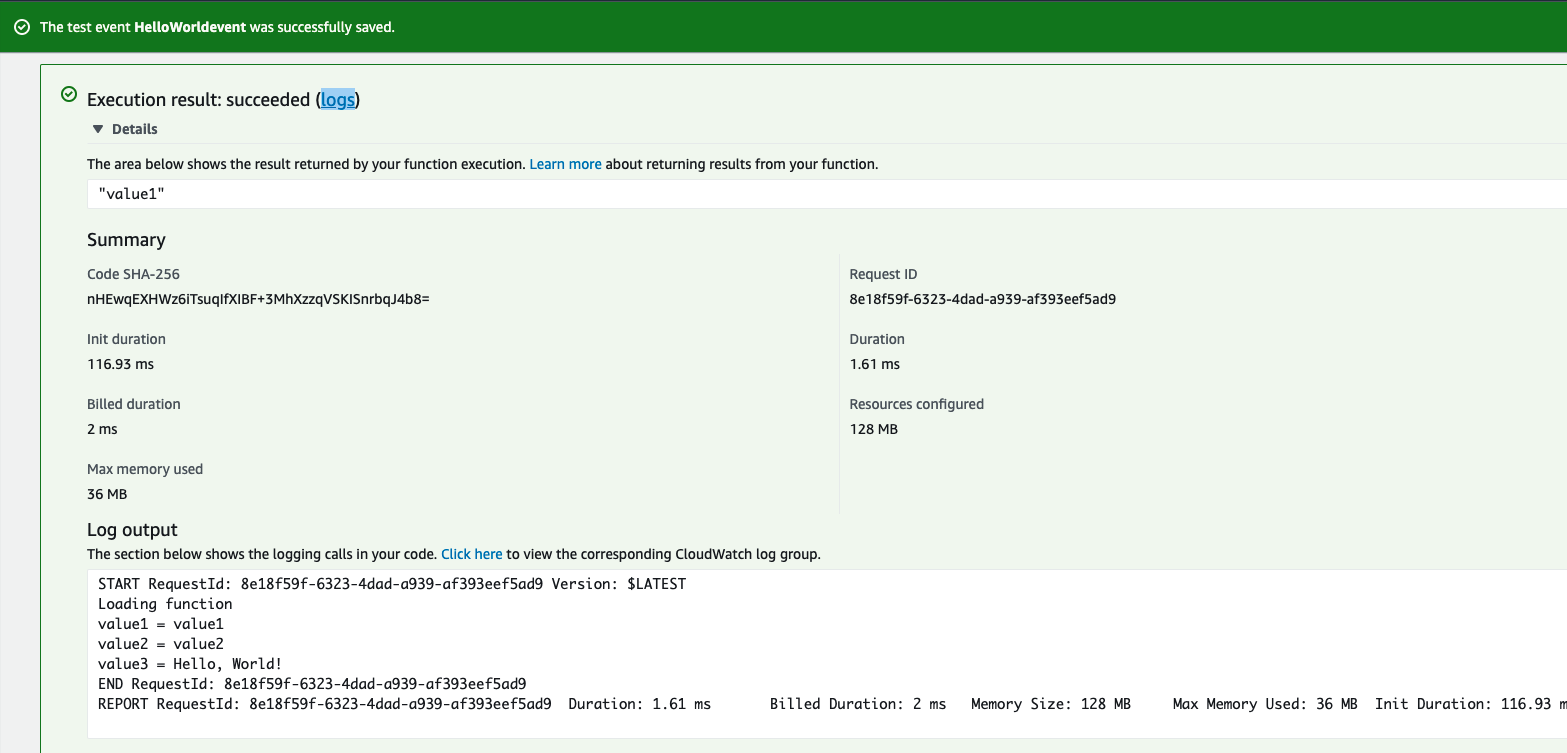 The test event HelloWorldevent was successfully saved.
Execution result: succeeded (logs)
Details
The area below shows the result returned by your function execution. Learn more about returning results from your function.
"value1"
Summary
Code SHA-256
nHEwqEXHWz6iTsuqIfXIBF+3MhXzzqVSKISnrbqJ4b8=
Request ID
8e18f59f-6323-4dad-a939-af393eef5ad9
Init duration
116.93 ms
Duration
1.61 ms
Billed duration
2 ms
Resources configured
128 MB
Max memory used
36 MB
Log output
The section below shows the logging calls in your code. Click here to view the corresponding CloudWatch log group.
START RequestId: 8e18f59f-6323-4dad-a939-af393eef5ad9 Version: $LATEST
Loading function
value1 = value1
value2 = value2
value3 = Hello, World!
END RequestId: 8e18f59f-6323-4dad-a939-af393eef5ad9
REPORT RequestId: 8e18f59f-6323-4dad-a939-af393eef5ad9 Duration: 1.61 ms Billed Duration: 2 ms Memory Size: 128 MB Max Memory Used: 36 MB Init Duration: 116.93 m